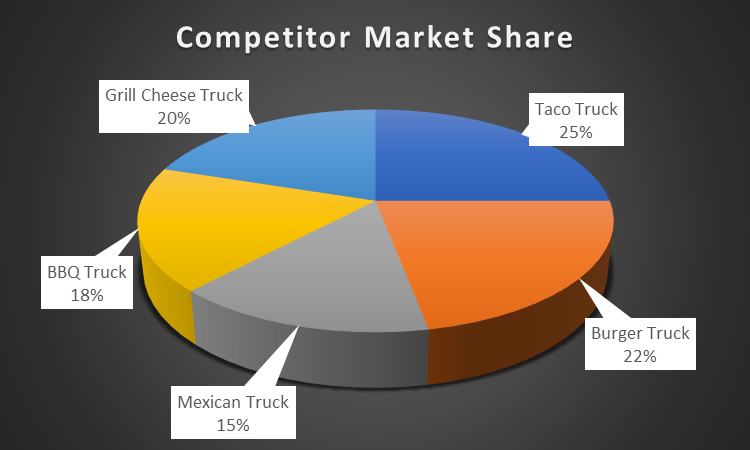 Competitor Market Share
Grill Cheese Truck
20%
Taco Truck
25%
BBQ Truck
18%
Burger Truck
22%
Mexican Truck
15%